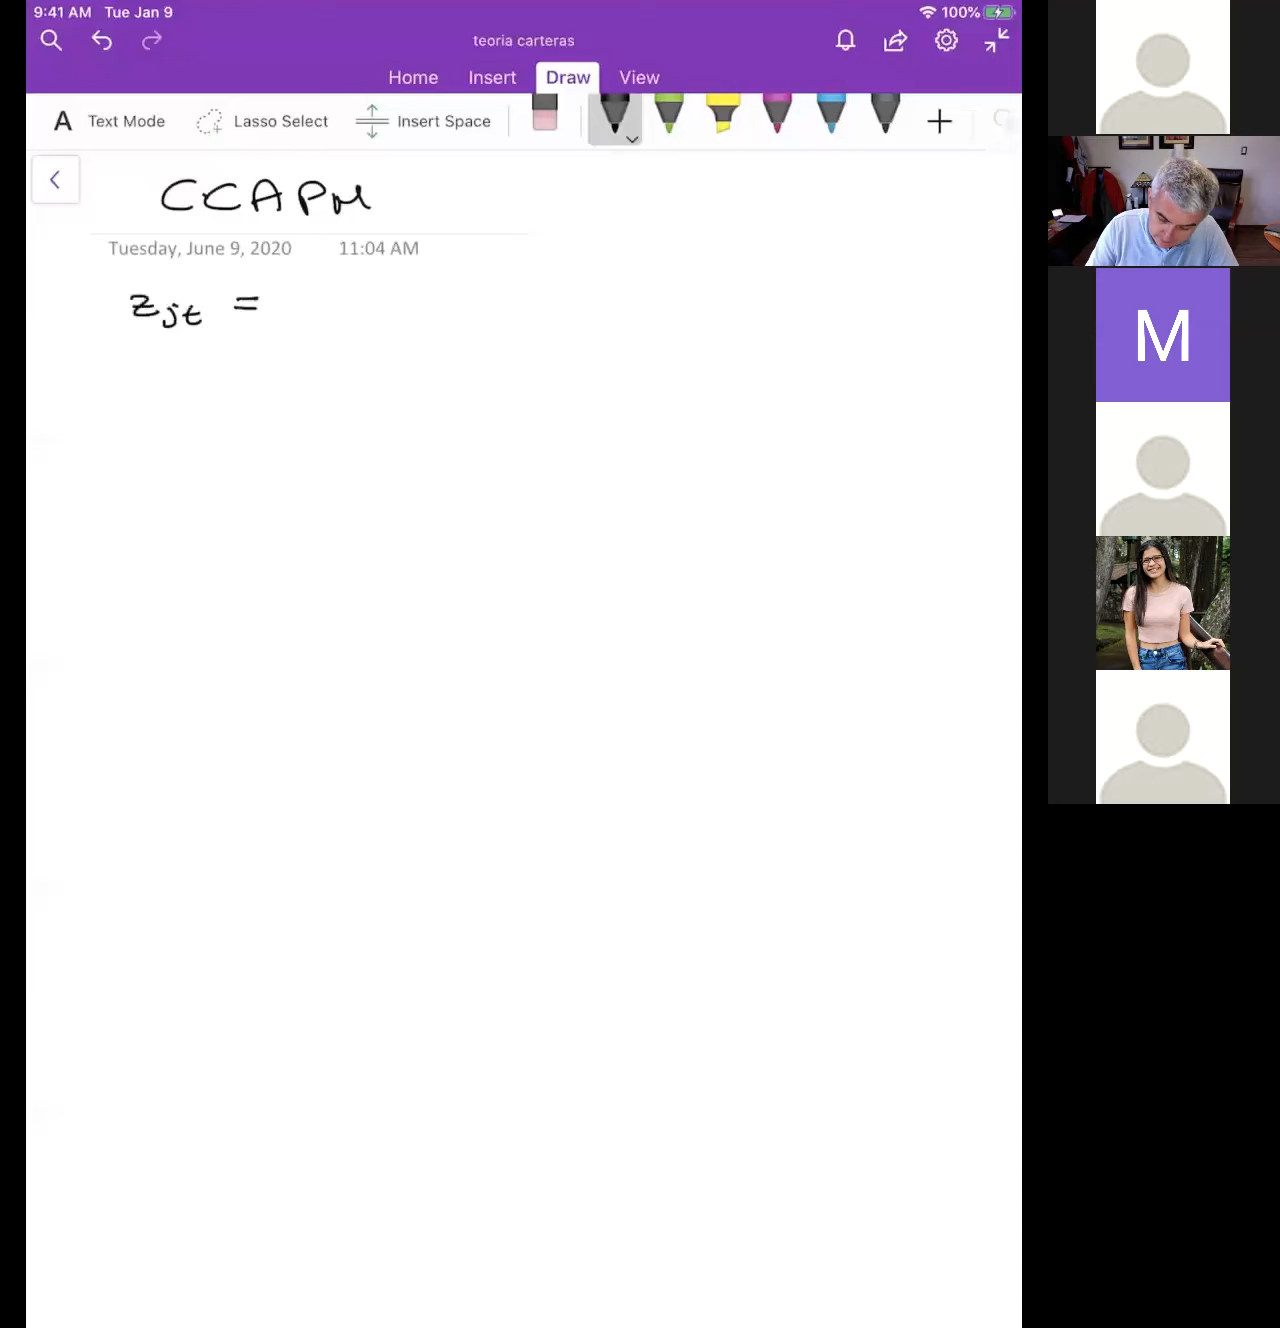 9:41 AM Tue Jan 9
100%
teoria carteras
Home Insert Draw View
A Text Mode Lasso Select Insert Space
CCAPM
Tuesday, June 9, 2020 11:04 AM
z_jt =
M